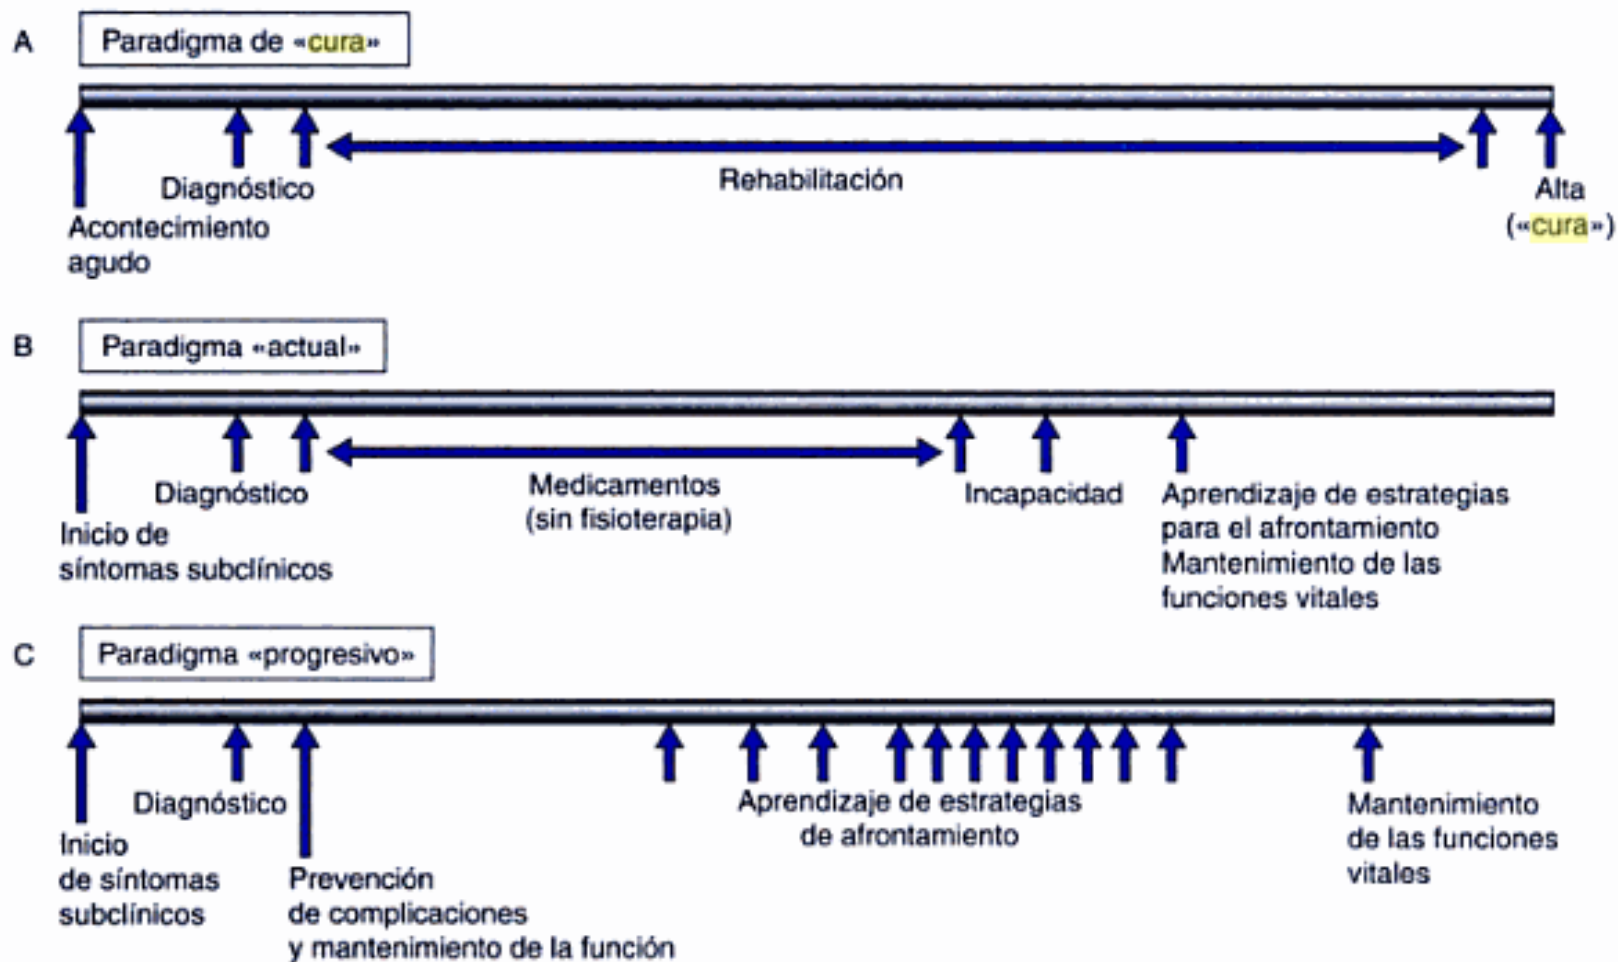 A
Paradigma de «cura»
Diagnóstico
Rehabilitación
Alta
(«cura»)
Acontecimiento
agudo
B
Paradigma «actual»
Diagnóstico
Medicamentos
(sin fisioterapia)
Incapacidad
Aprendizaje de estrategias
para el afrontamiento
Mantenimiento de las
funciones vitales
Inicio de
síntomas subclínicos
C
Paradigma «progresivo»
Diagnóstico
Aprendizaje de estrategias
de afrontamiento
Mantenimiento
de las funciones
vitales
Inicio
de síntomas
subclínicos
Prevención
de complicaciones
y mantenimiento de la función